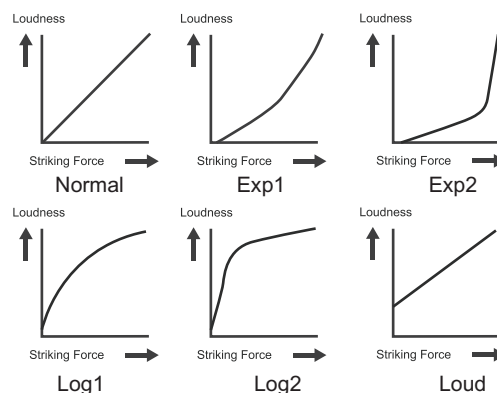 Loudness
Loudness
Loudness
Striking Force
Striking Force
Striking Force
Normal
Exp1
Exp2
Loudness
Loudness
Loudness
Striking Force
Striking Force
Striking Force
Log1
Log2
Loud